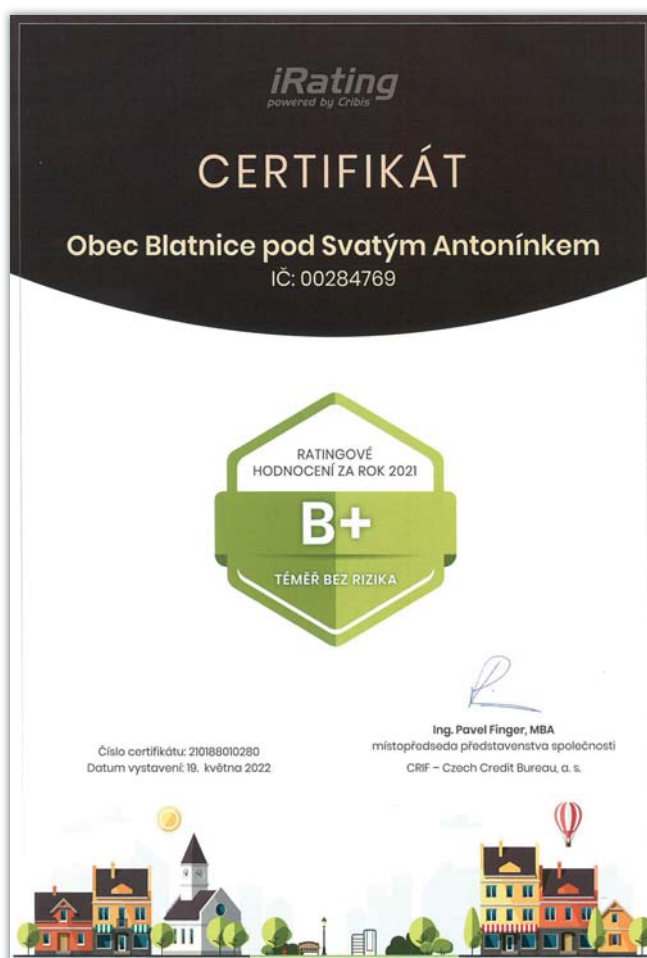 iRating
powered by Cribis
CERTIFIKÁT
Obec Blatnice pod Svatým Antonínkem
IČ: 00284769
RATINGOVÉ
HODNOCENÍ ZA ROK 2021
B+
TÉMĚŘ BEZ RIZIKA
Ing. Pavel Finger, MBA
místopředseda představenstva společnosti
CRIF – Czech Credit Bureau, a. s.
Číslo certifikátu: 210188010280
Datum vystavení: 19. května 2022